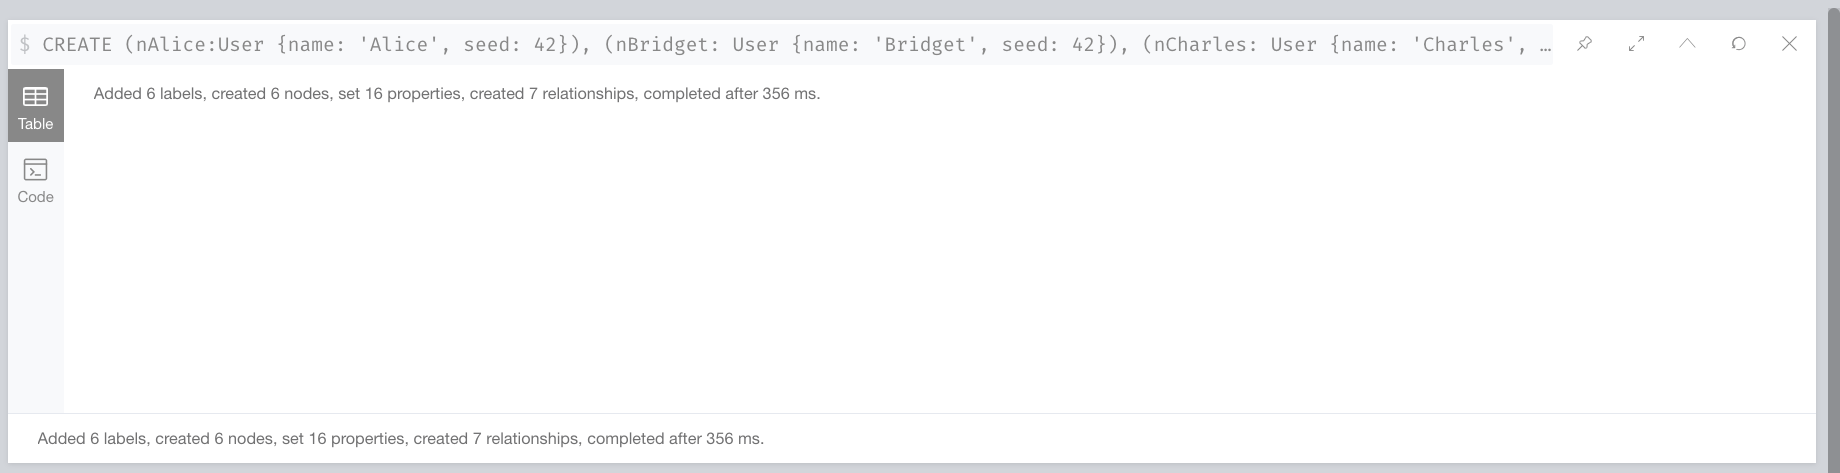 $ CREATE (nAlice:User {name: 'Alice', seed: 42}), (nBridget: User {name: 'Bridget', seed: 42}), (nCharles: User {name: 'Charles', …
Table
Added 6 labels, created 6 nodes, set 16 properties, created 7 relationships, completed after 356 ms.
Code
Added 6 labels, created 6 nodes, set 16 properties, created 7 relationships, completed after 356 ms.